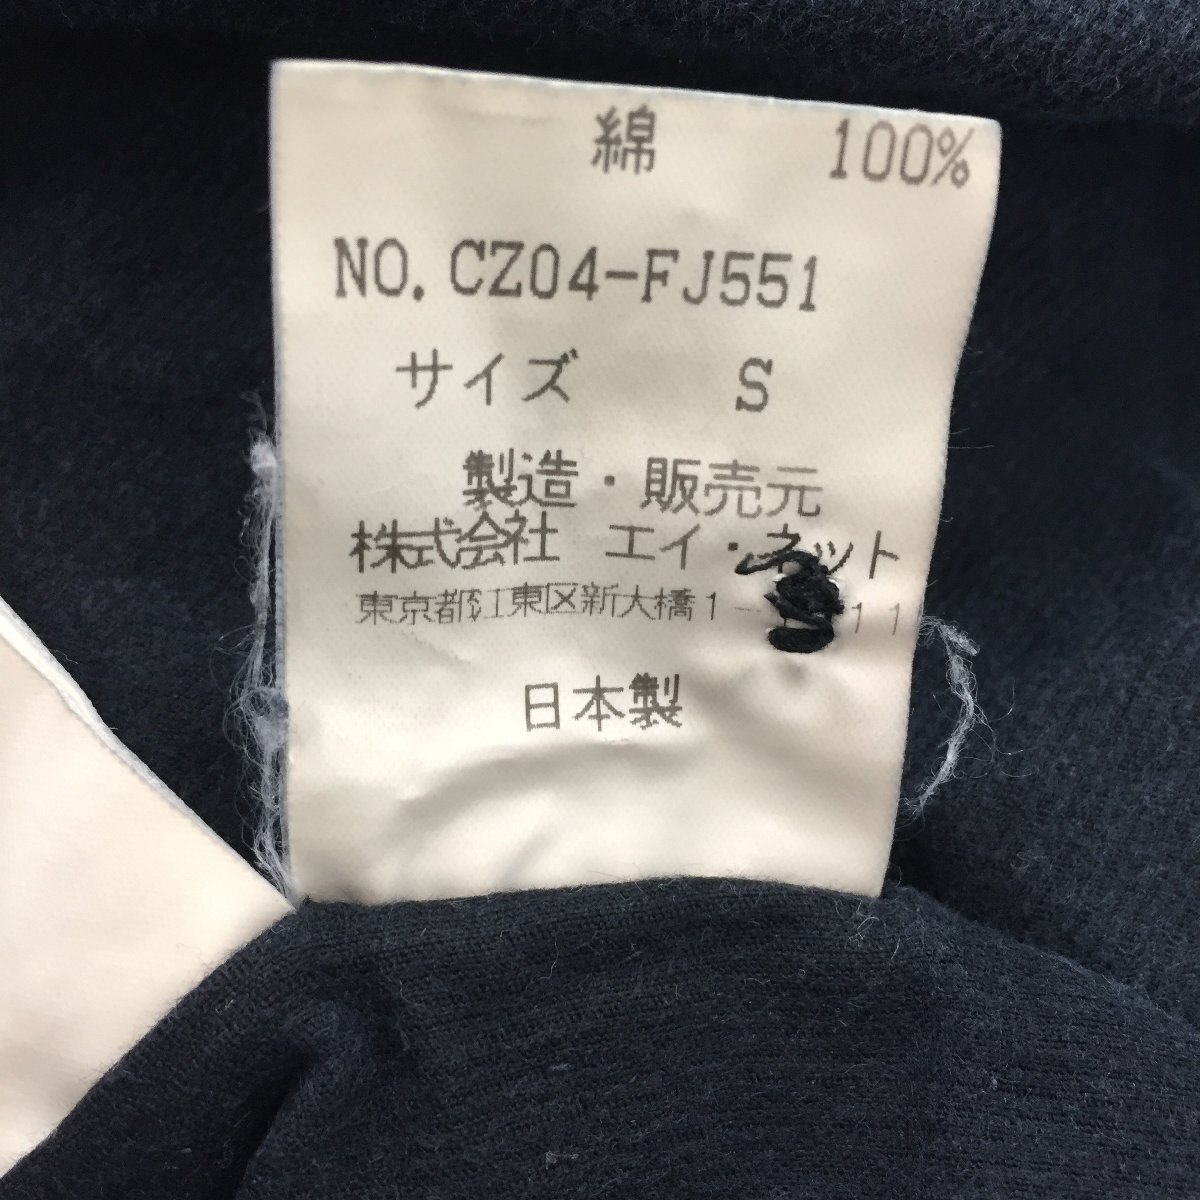 綿 100%
NO. CZ04-FJ551
サイズ S
製造・販売元
株式会社 エイ・ネット
東京都江東区新大橋1- 11
日本製